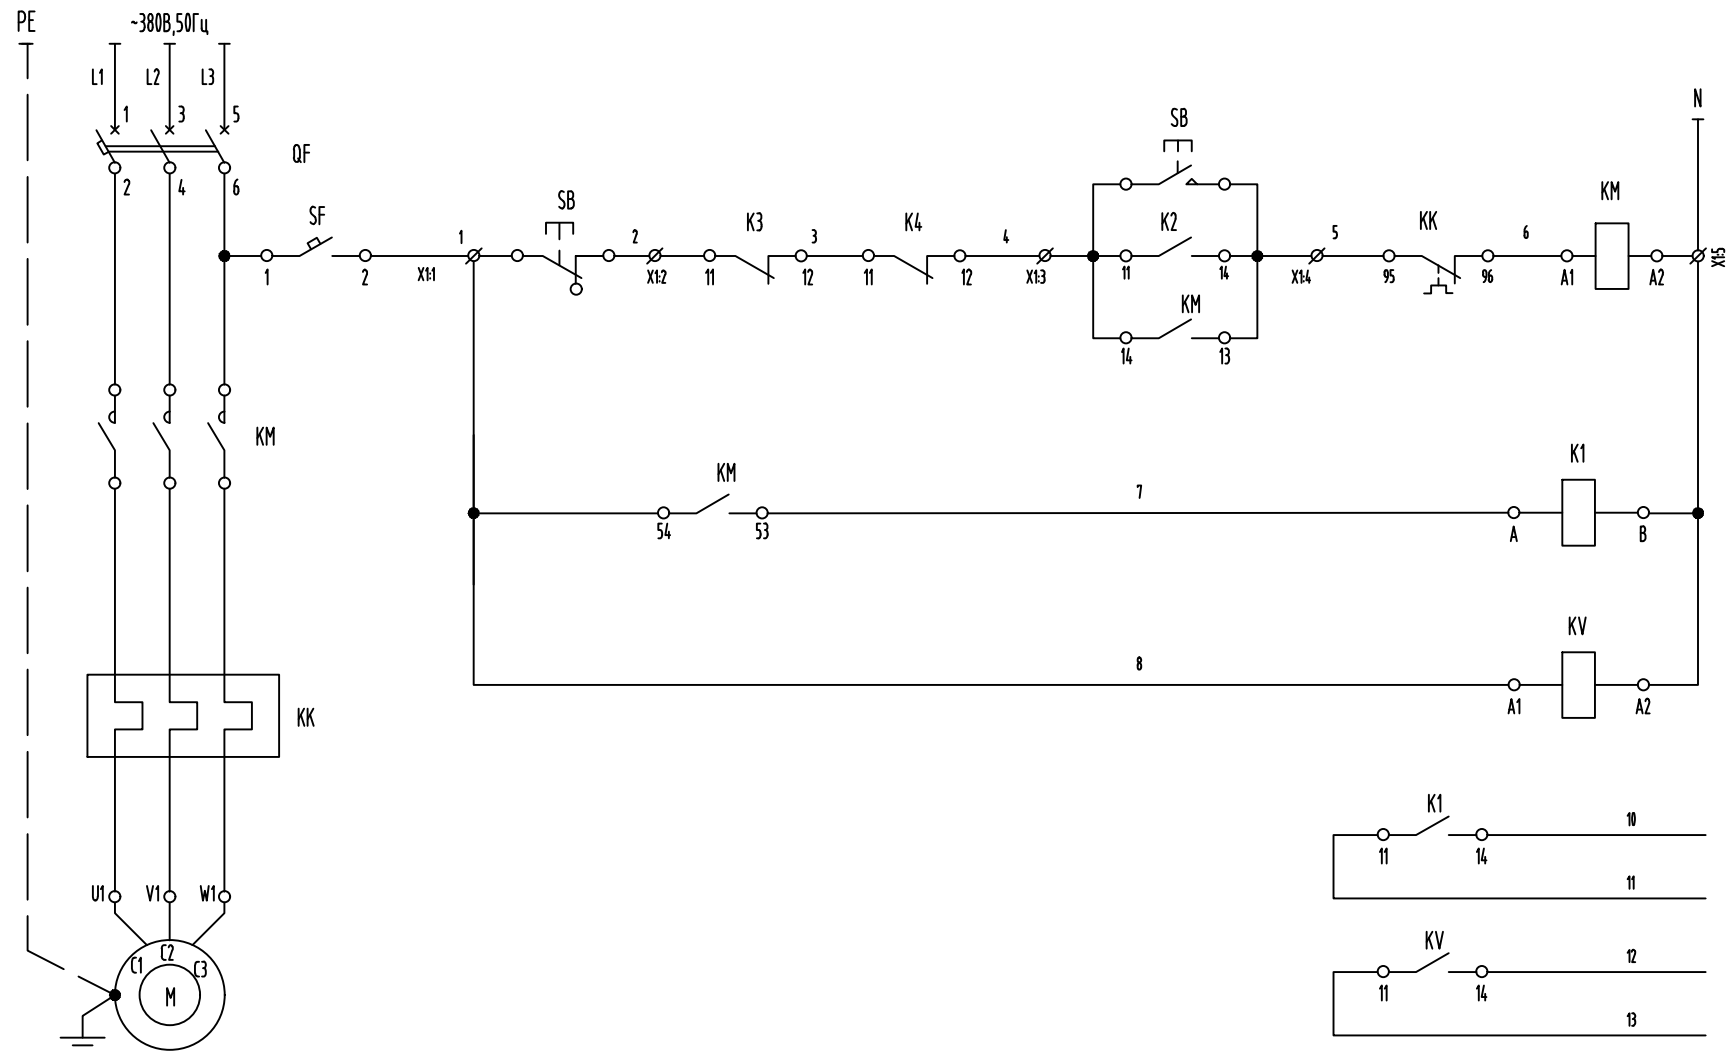 PE
~380В,50Гц
L1 L2 L3
1 3 5
QF
2 4 6
N
SB
SF
SB
K3
K4
K2
KK
KM
1 2 3 4 5 6
1 2 X1:1 X1:2 11 12 11 12 X1:3 11 14 X1:4 95 96 A1 A2 X1:5
KM
14 13
KM
KM
7
K1
54 53 A B
KV
8
A1 A2
KK
K1
10
11 14
11
U1 V1 W1
KV
12
C1 C2 C3
11 14
M
13